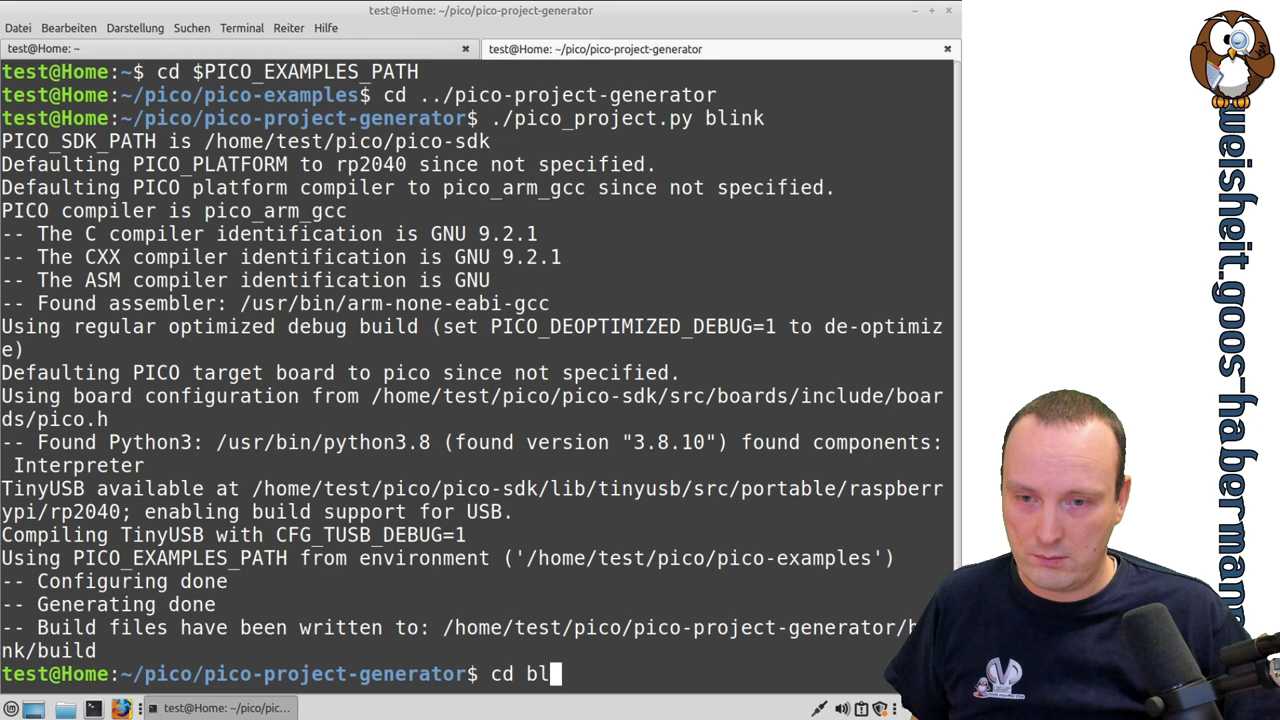 test@Home: ~/pico/pico-project-generator
Datei Bearbeiten Darstellung Suchen Terminal Reiter Hilfe
test@Home: ~
test@Home: ~/pico/pico-project-generator
test@Home:~$ cd $PICO_EXAMPLES_PATH
test@Home:~/pico/pico-examples$ cd ../pico-project-generator
test@Home:~/pico/pico-project-generator$ ./pico_project.py blink
PICO_SDK_PATH is /home/test/pico/pico-sdk
Defaulting PICO_PLATFORM to rp2040 since not specified.
Defaulting PICO platform compiler to pico_arm_gcc since not specified.
PICO compiler is pico_arm_gcc
-- The C compiler identification is GNU 9.2.1
-- The CXX compiler identification is GNU 9.2.1
-- The ASM compiler identification is GNU
-- Found assembler: /usr/bin/arm-none-eabi-gcc
Using regular optimized debug build (set PICO_DEOPTIMIZED_DEBUG=1 to de-optimiz
e)
Defaulting PICO target board to pico since not specified.
Using board configuration from /home/test/pico/pico-sdk/src/boards/include/boar
ds/pico.h
-- Found Python3: /usr/bin/python3.8 (found version "3.8.10") found components:
Interpreter
TinyUSB available at /home/test/pico/pico-sdk/lib/tinyusb/src/portable/raspberr
ypi/rp2040; enabling build support for USB.
Compiling TinyUSB with CFG_TUSB_DEBUG=1
Using PICO_EXAMPLES_PATH from environment ('/home/test/pico/pico-examples')
-- Configuring done
-- Generating done
-- Build files have been written to: /home/test/pico/pico-project-generator/
nk/build
test@Home:~/pico/pico-project-generator$ cd bl
test@Home: ~/pico/pic...